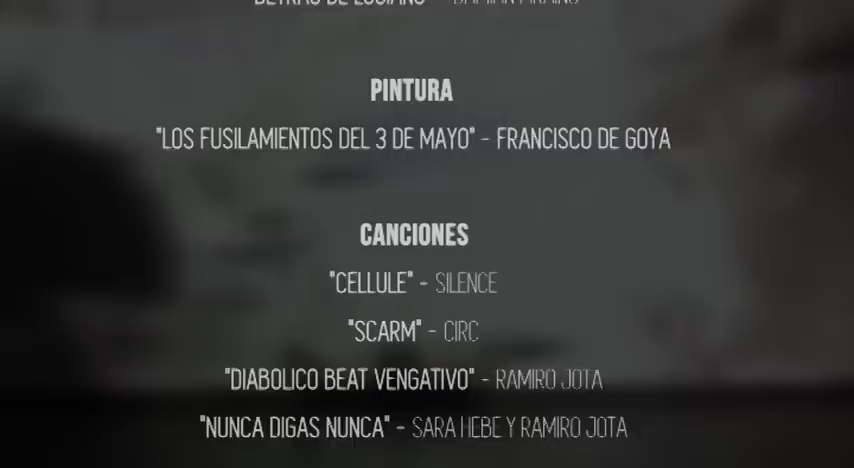 PINTURA
"LOS FUSILAMIENTOS DEL 3 DE MAYO" - FRANCISCO DE GOYA
CANCIONES
"CELLULE" - SILENCE
"SCARM" - CIRC
"DIABOLICO BEAT VENGATIVO" - RAMIRO JOTA
"NUNCA DIGAS NUNCA" - SARA HEBE Y RAMIRO JOTA